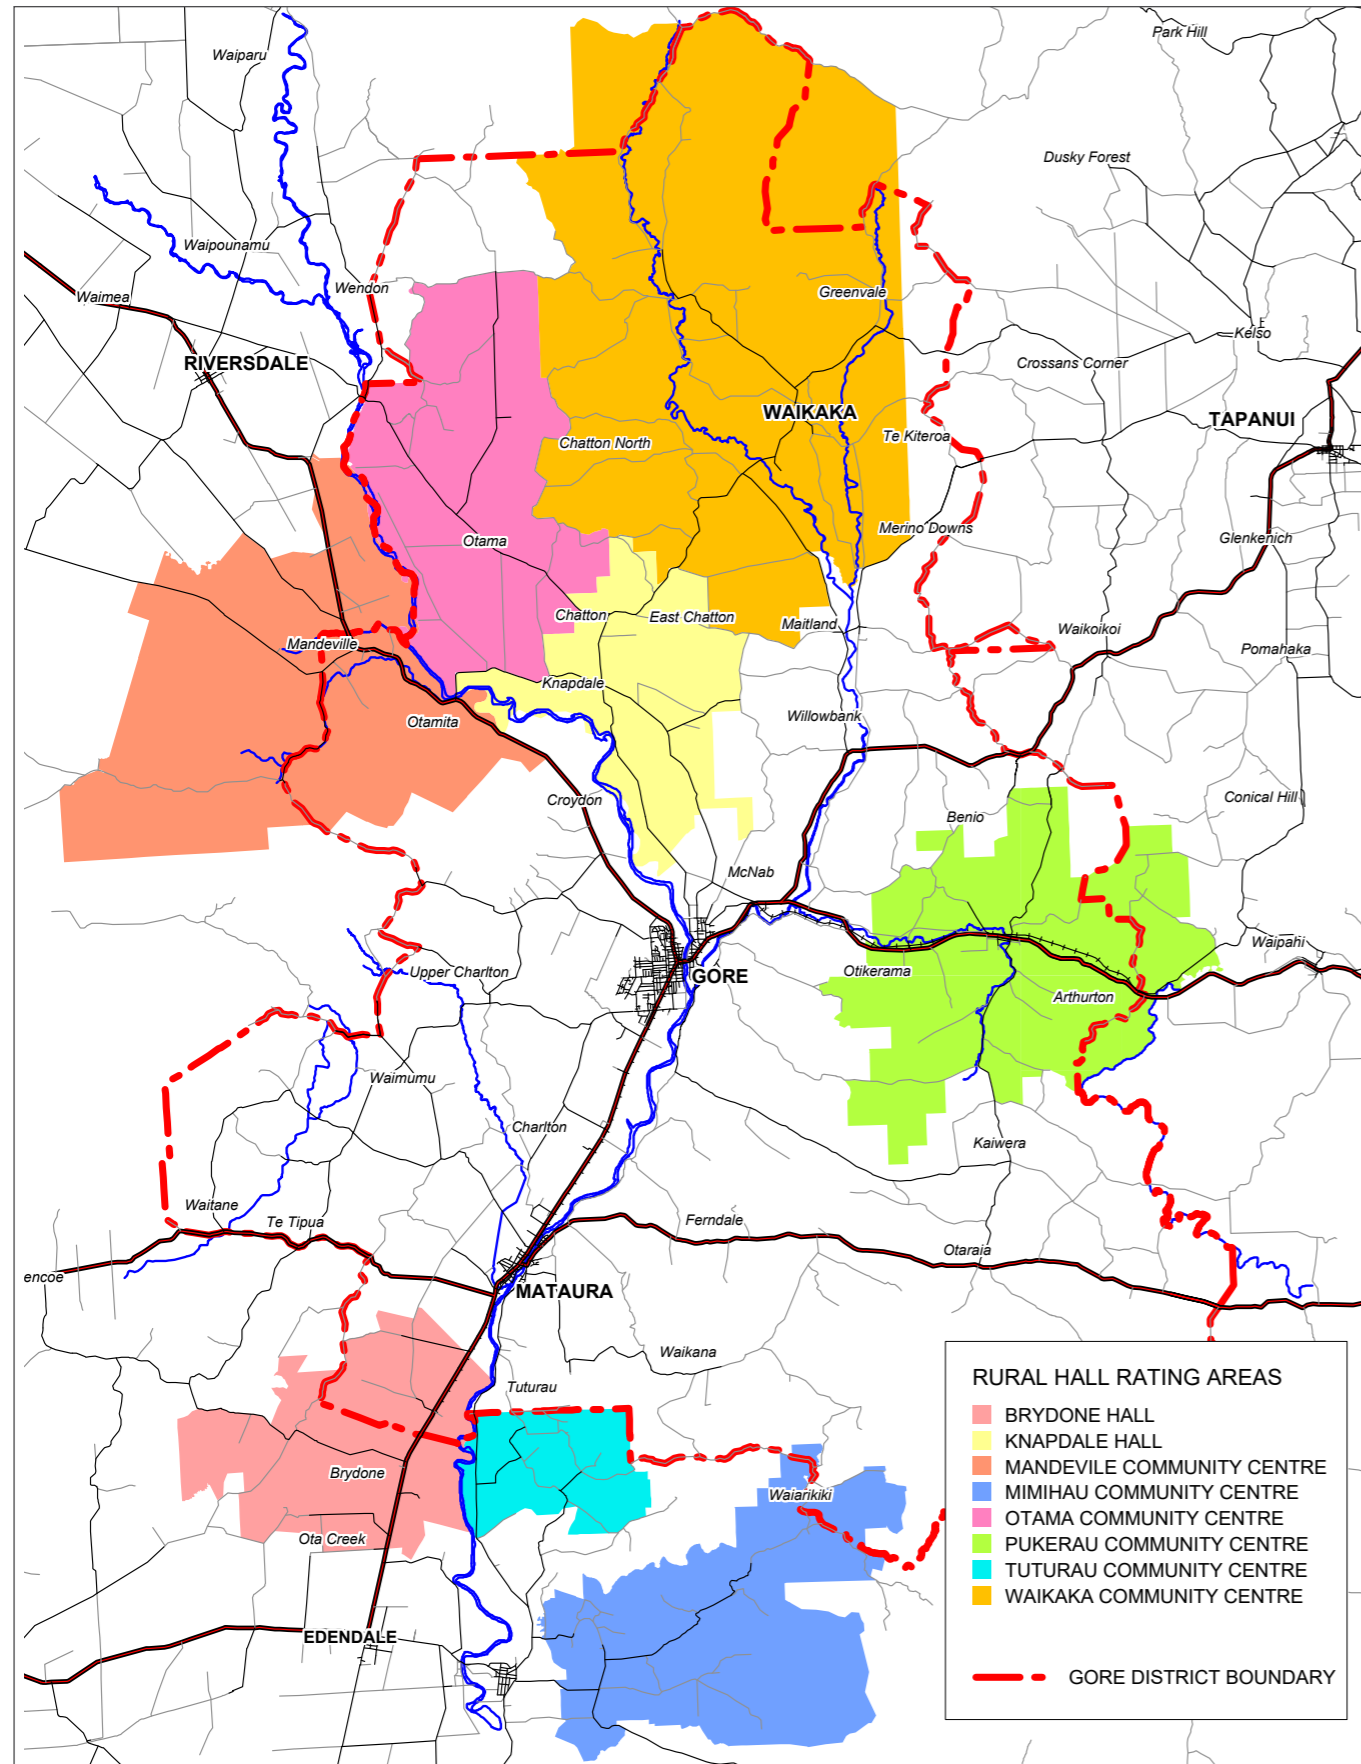 Park Hill
Waiparu
Dusky Forest
Waipounamu
Wendon
Waimea
Greenvale
Kelso
RIVERSDALE
Crossans Corner
WAIKAKA
TAPANUI
Te Kiteroa
Chatton North
Merino Downs
Otama
Glenkenich
Chatton
East Chatton
Maitland
Waikoikoi
Mandeville
Pomahaka
Knapdale
Otamita
Willowbank
Croydon
Conical Hill
Benio
McNab
Waipahi
Upper Charlton
GORE
Otikerama
Arthurton
Waimumu
Charlton
Kaiwera
Waitane
Te Tipua
Ferndale
Otaraia
encoe
MATAURA
Waikana
Tuturau
Brydone
Waiarikiki
Ota Creek
EDENDALE
RURAL HALL RATING AREAS
BRYDONE HALL
KNAPDALE HALL
MANDEVILE COMMUNITY CENTRE
MIMIHAU COMMUNITY CENTRE
OTAMA COMMUNITY CENTRE
PUKERAU COMMUNITY CENTRE
TUTURAU COMMUNITY CENTRE
WAIKAKA COMMUNITY CENTRE
GORE DISTRICT BOUNDARY